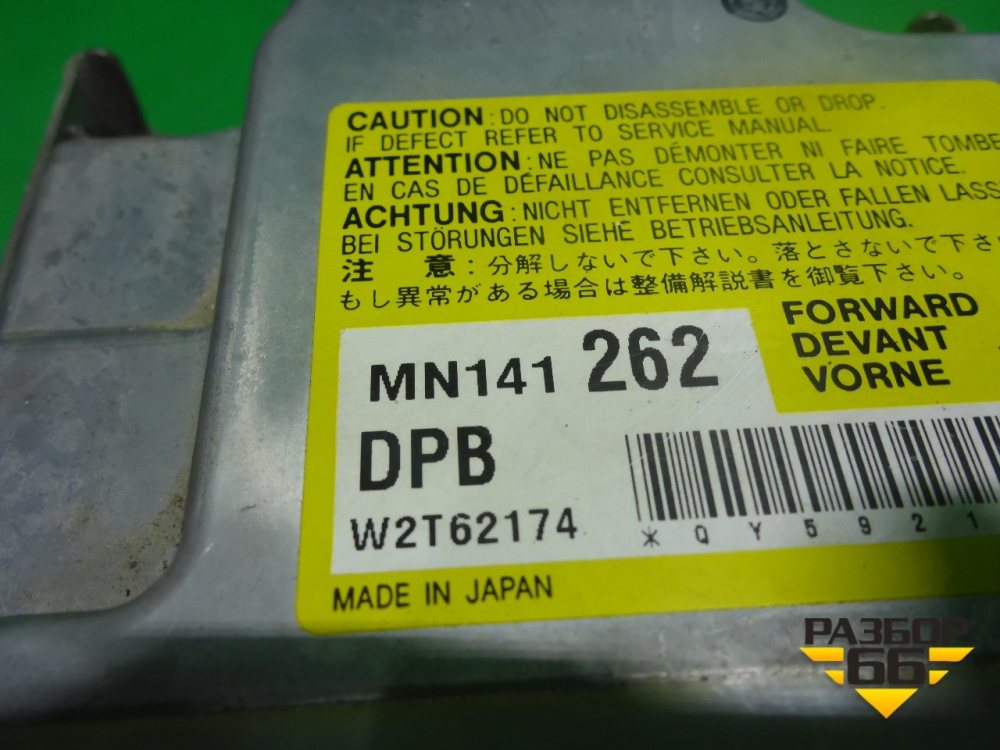 CAUTION : DO NOT DISASSEMBLE OR DROP.
IF DEFECT REFER TO SERVICE MANUAL.
ATTENTION : NE PAS DÉMONTER NI FAIRE TOMBE
EN CAS DE DÉFAILLANCE CONSULTER LA NOTICE.
ACHTUNG : NICHT ENTFERNEN ODER FALLEN LASS
BEI STÖRUNGEN SIEHE BETRIEBSANLEITUNG.
注 意 : 分解しないで下さい。落とさないで下さ
もし異常がある場合は整備解説書を御覧下さい。
FORWARD
DEVANT
VORNE
MN141 262
DPB
W2T62174
* Q Y 5 9 2 1
MADE IN JAPAN
РАЗБОР
66